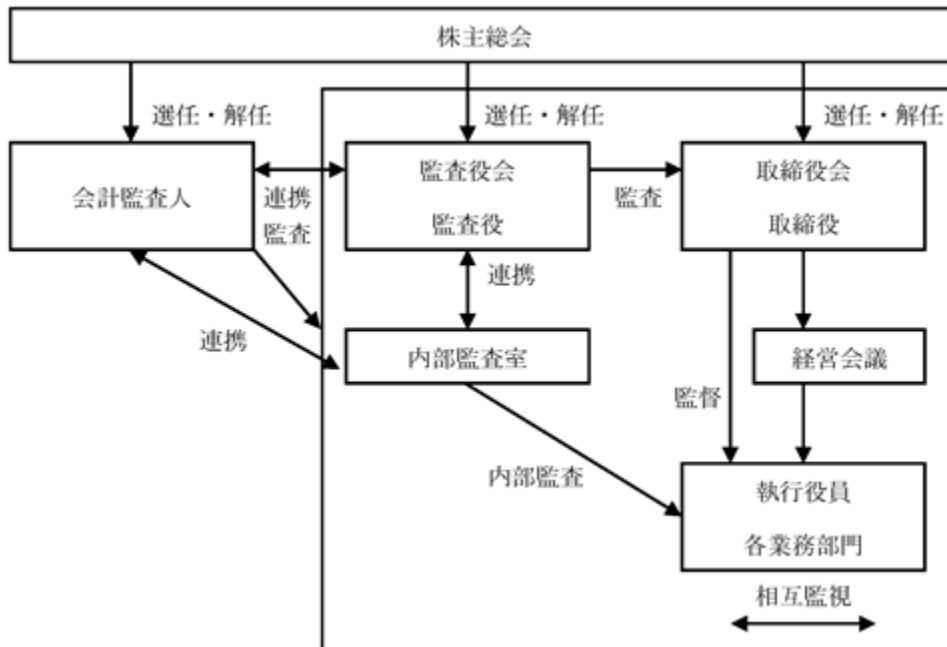 株主総会
選任・解任
選任・解任
選任・解任
会計監査人
連携
監査
監査役会
監査役
監査
取締役会
取締役
連携
連携
内部監査室
経営会議
監督
内部監査
執行役員
各業務部門
相互監視